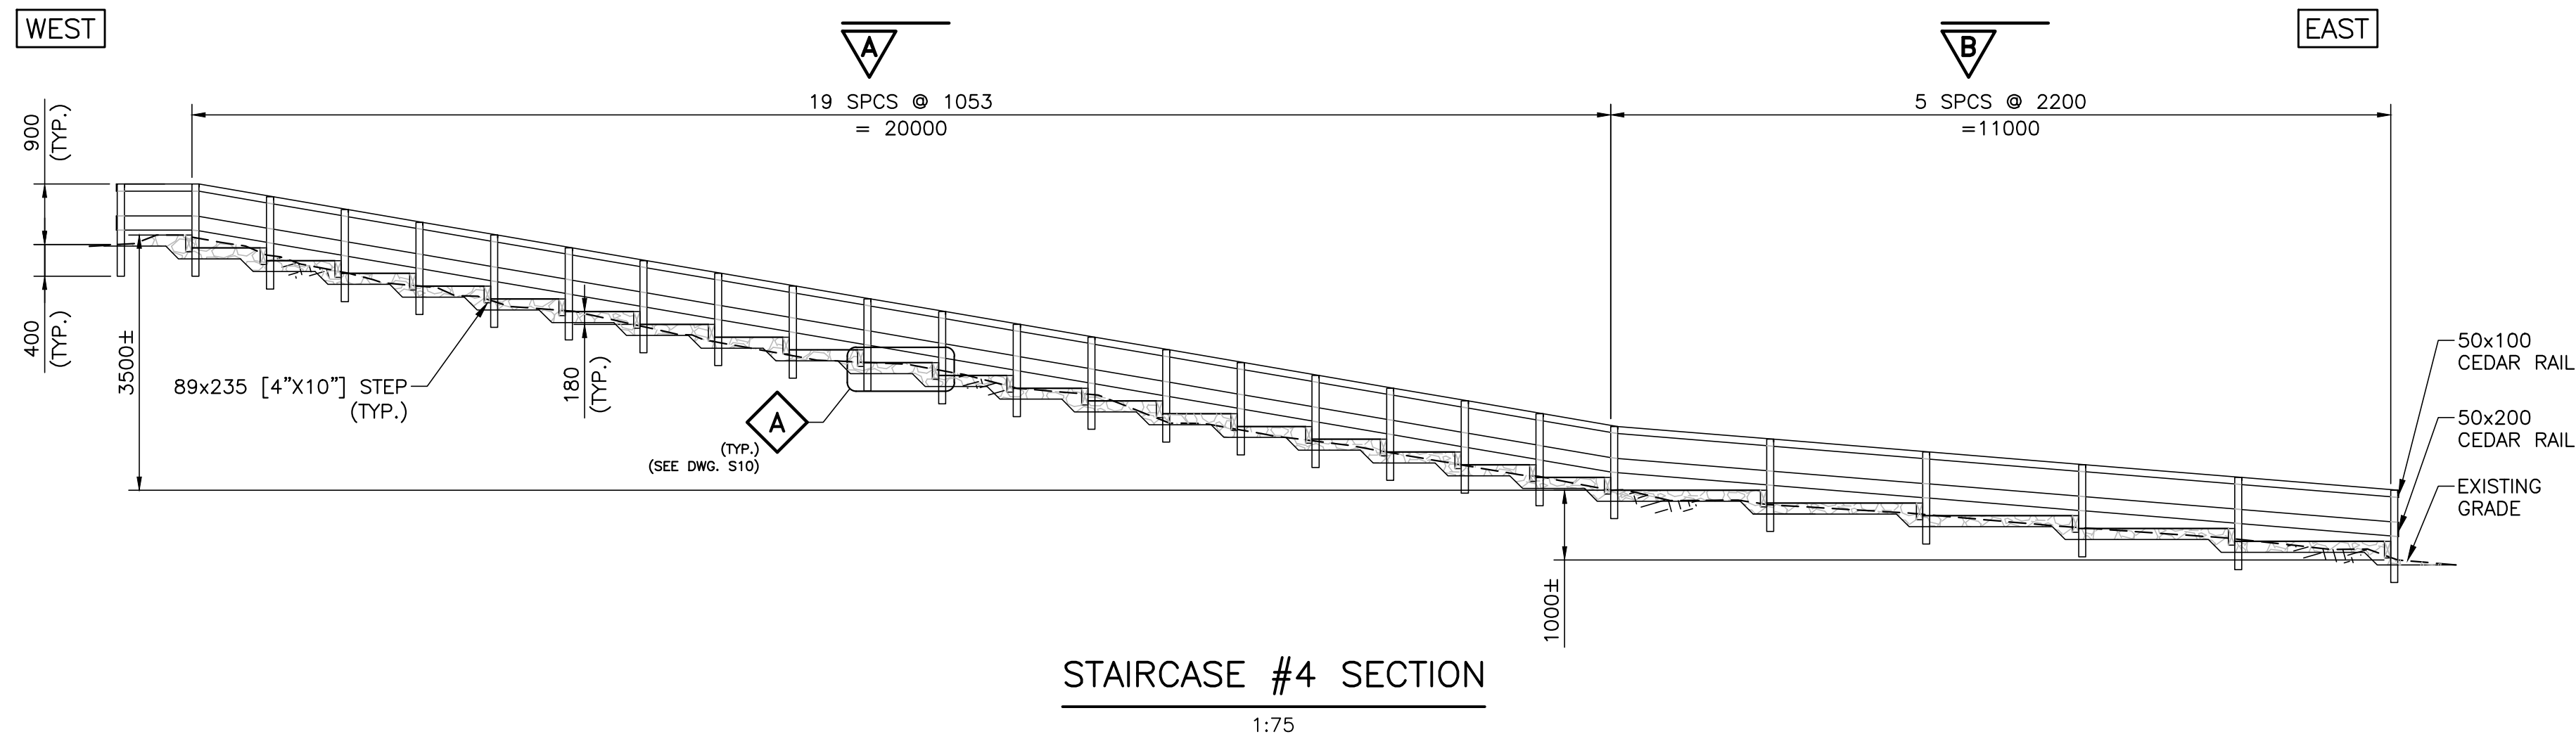 WEST
A
B
EAST
19 SPCS @ 1053
= 20000
5 SPCS @ 2200
=11000
900
(TYP.)
400
(TYP.)
3500±
89x235 [4”X10”] STEP
(TYP.)
180
(TYP.)
A
(TYP.)
(SEE DWG. S10)
50x100
CEDAR RAIL
50x200
CEDAR RAIL
EXISTING
GRADE
1000±
STAIRCASE #4 SECTION
1:75